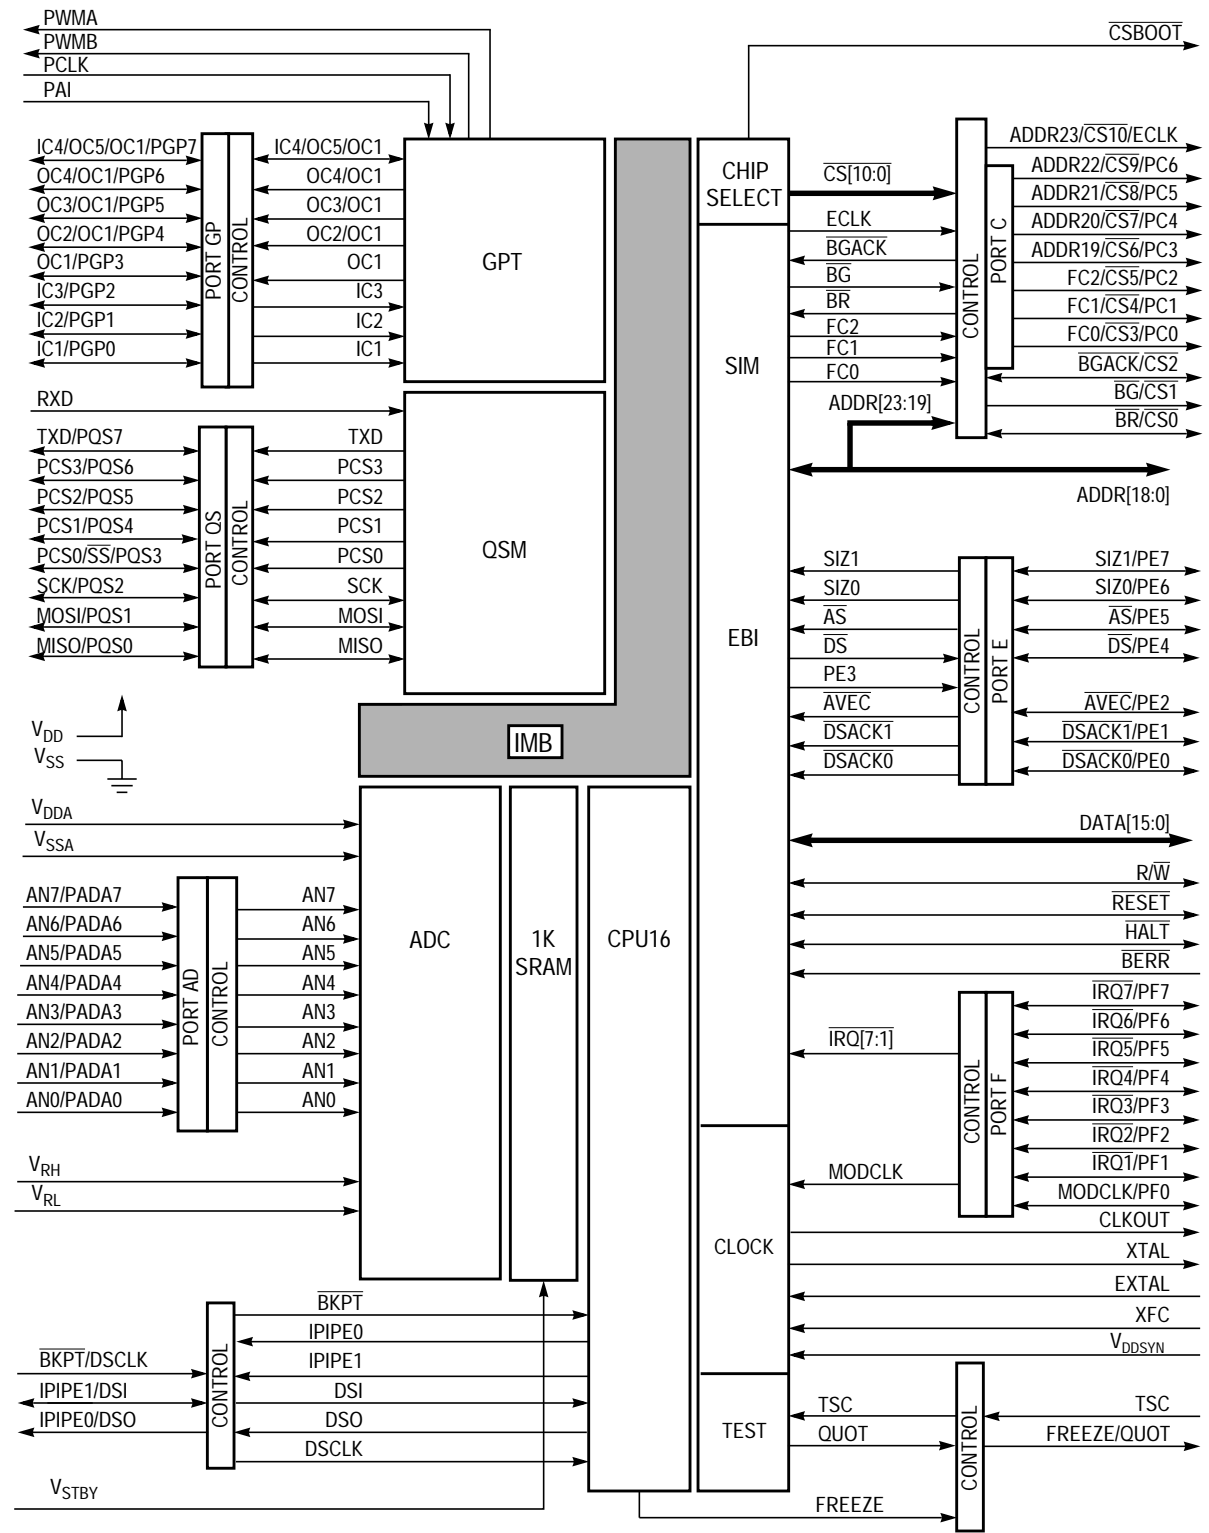 PWMA
PWMB
PCLK
PAI
CSBOOT
IC4/OC5/OC1/PGP7
OC4/OC1/PGP6
OC3/OC1/PGP5
OC2/OC1/PGP4
OC1/PGP3
IC3/PGP2
IC2/PGP1
IC1/PGP0
PORT GP
CONTROL
IC4/OC5/OC1
OC4/OC1
OC3/OC1
OC2/OC1
OC1
IC3
IC2
IC1
GPT
RXD
TXD/PQS7
PCS3/PQS6
PCS2/PQS5
PCS1/PQS4
PCS0/SS/PQS3
SCK/PQS2
MOSI/PQS1
MISO/PQS0
PORT QS
CONTROL
TXD
PCS3
PCS2
PCS1
PCS0
SCK
MOSI
MISO
QSM
VDD
VSS
IMB
VDDA
VSSA
AN7/PADA7
AN6/PADA6
AN5/PADA5
AN4/PADA4
AN3/PADA3
AN2/PADA2
AN1/PADA1
AN0/PADA0
PORT AD
CONTROL
AN7
AN6
AN5
AN4
AN3
AN2
AN1
AN0
VRH
VRL
ADC
1K
SRAM
CPU16
BKPT/DSCLK
IPIPE1/DSI
IPIPE0/DSO
CONTROL
BKPT
IPIPE0
IPIPE1
DSI
DSO
DSCLK
VSTBY
CHIP
SELECT
SIM
EBI
CLOCK
TEST
CS[10:0]
ECLK
BGACK
BG
BR
FC2
FC1
FC0
ADDR[23:19]
CONTROL
PORT C
ADDR23/CS10/ECLK
ADDR22/CS9/PC6
ADDR21/CS8/PC5
ADDR20/CS7/PC4
ADDR19/CS6/PC3
FC2/CS5/PC2
FC1/CS4/PC1
FC0/CS3/PC0
BGACK/CS2
BG/CS1
BR/CS0
ADDR[18:0]
SIZ1
SIZ0
AS
DS
PE3
AVEC
DSACK1
DSACK0
CONTROL
PORT E
SIZ1/PE7
SIZ0/PE6
AS/PE5
DS/PE4
AVEC/PE2
DSACK1/PE1
DSACK0/PE0
DATA[15:0]
R/W
RESET
HALT
BERR
IRQ[7:1]
MODCLK
CONTROL
PORT F
IRQ7/PF7
IRQ6/PF6
IRQ5/PF5
IRQ4/PF4
IRQ3/PF3
IRQ2/PF2
IRQ1/PF1
MODCLK/PF0
CLKOUT
XTAL
EXTAL
XFC
VDDSYN
TSC
QUOT
FREEZE
CONTROL
TSC
FREEZE/QUOT